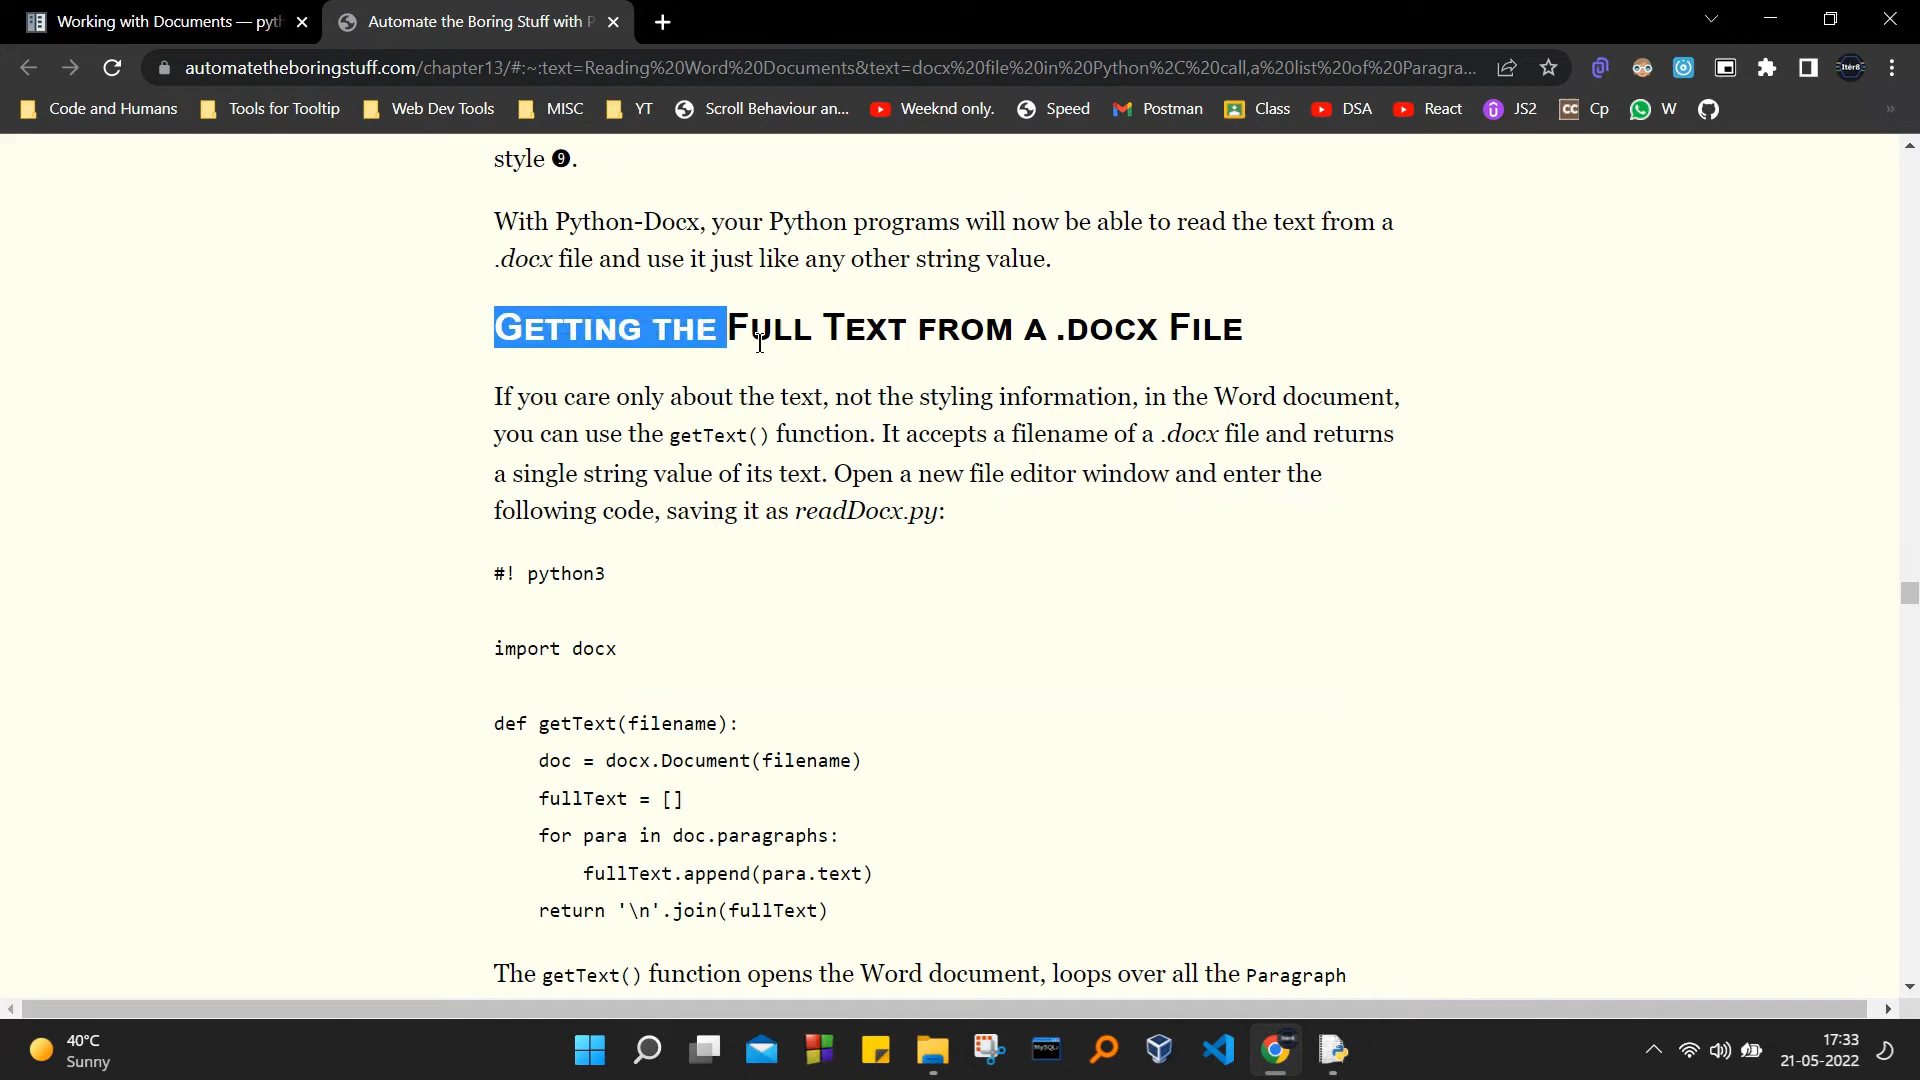 Working with Documents — pyth
Automate the Boring Stuff with P
automatetheboringstuff.com/chapter13/#:~:text=Reading%20Word%20Documents&text=docx%20file%20in%20Python%2C%20call,a%20list%20of%20Paragra...
Code and Humans
Tools for Tooltip
Web Dev Tools
MISC
YT
Scroll Behaviour an...
Weeknd only.
Speed
Postman
Class
DSA
React
JS2
CC Cp
W
»
style ❾.
With Python-Docx, your Python programs will now be able to read the text from a
.docx file and use it just like any other string value.
Getting the Full Text from a .docx File
If you care only about the text, not the styling information, in the Word document,
you can use the getText() function. It accepts a filename of a .docx file and returns
a single string value of its text. Open a new file editor window and enter the
following code, saving it as readDocx.py:
#! python3
import docx
def getText(filename):
    doc = docx.Document(filename)
    fullText = []
    for para in doc.paragraphs:
        fullText.append(para.text)
    return '\n'.join(fullText)
The getText() function opens the Word document, loops over all the Paragraph
40°C
Sunny
MySQL
17:33
21-05-2022